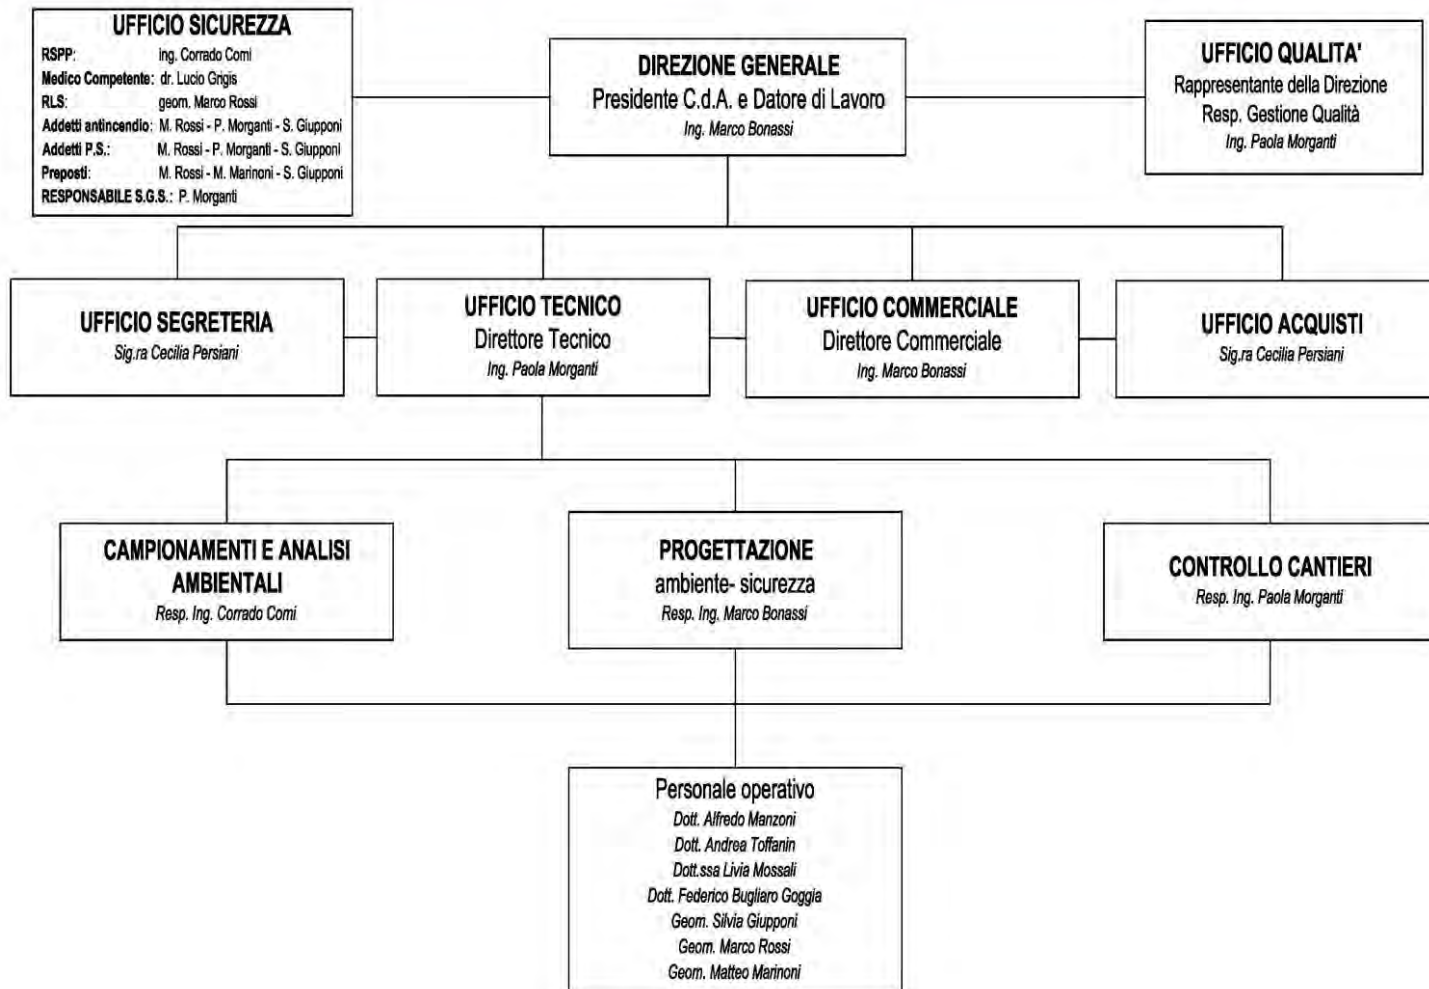 UFFICIO SICUREZZA
RSPP: ing. Corrado Comi
Medico Competente: dr. Lucio Grigis
RLS: geom. Marco Rossi
Addetti antincendio: M. Rossi - P. Morganti - S. Giupponi
Addetti P.S.: M. Rossi - P. Morganti - S. Giupponi
Preposti: M. Rossi - M. Marinoni - S. Giupponi
RESPONSABILE S.G.S.: P. Morganti
DIREZIONE GENERALE
Presidente C.d.A. e Datore di Lavoro
Ing. Marco Bonassi
UFFICIO QUALITA'
Rappresentante della Direzione
Resp. Gestione Qualità
Ing. Paola Morganti
UFFICIO SEGRETERIA
Sig.ra Cecilia Persiani
UFFICIO TECNICO
Direttore Tecnico
Ing. Paola Morganti
UFFICIO COMMERCIALE
Direttore Commerciale
Ing. Marco Bonassi
UFFICIO ACQUISTI
Sig.ra Cecilia Persiani
CAMPIONAMENTI E ANALISI
AMBIENTALI
Resp. Ing. Corrado Comi
PROGETTAZIONE
ambiente- sicurezza
Resp. Ing. Marco Bonassi
CONTROLLO CANTIERI
Resp. Ing. Paola Morganti
Personale operativo
Dott. Alfredo Manzoni
Dott. Andrea Toffanin
Dott.ssa Livia Mossali
Dott. Federico Bugliaro Goggia
Geom. Silvia Giupponi
Geom. Marco Rossi
Geom. Matteo Marinoni